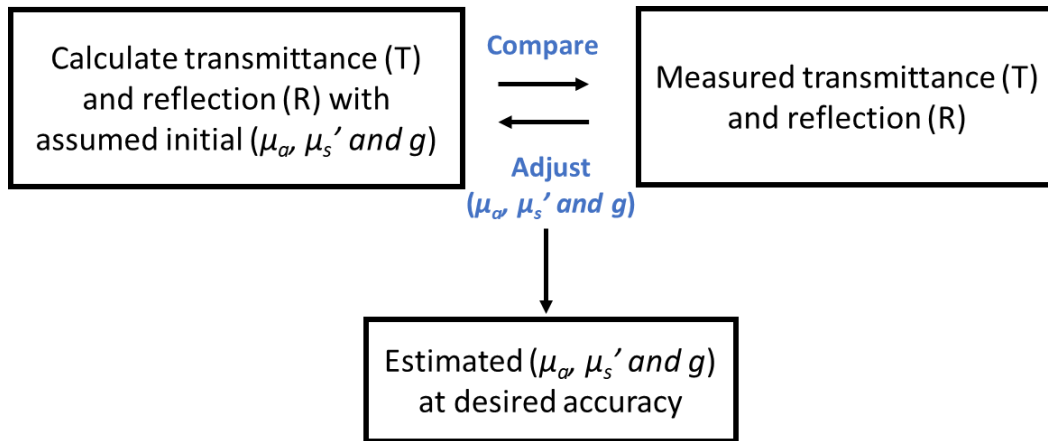 Calculate transmittance (T)
and reflection (R) with
assumed initial (μₐ, μₛ’ and g)
Compare
Measured transmittance (T)
and reflection (R)
Adjust
(μₐ, μₛ’ and g)
Estimated (μₐ, μₛ’ and g)
at desired accuracy